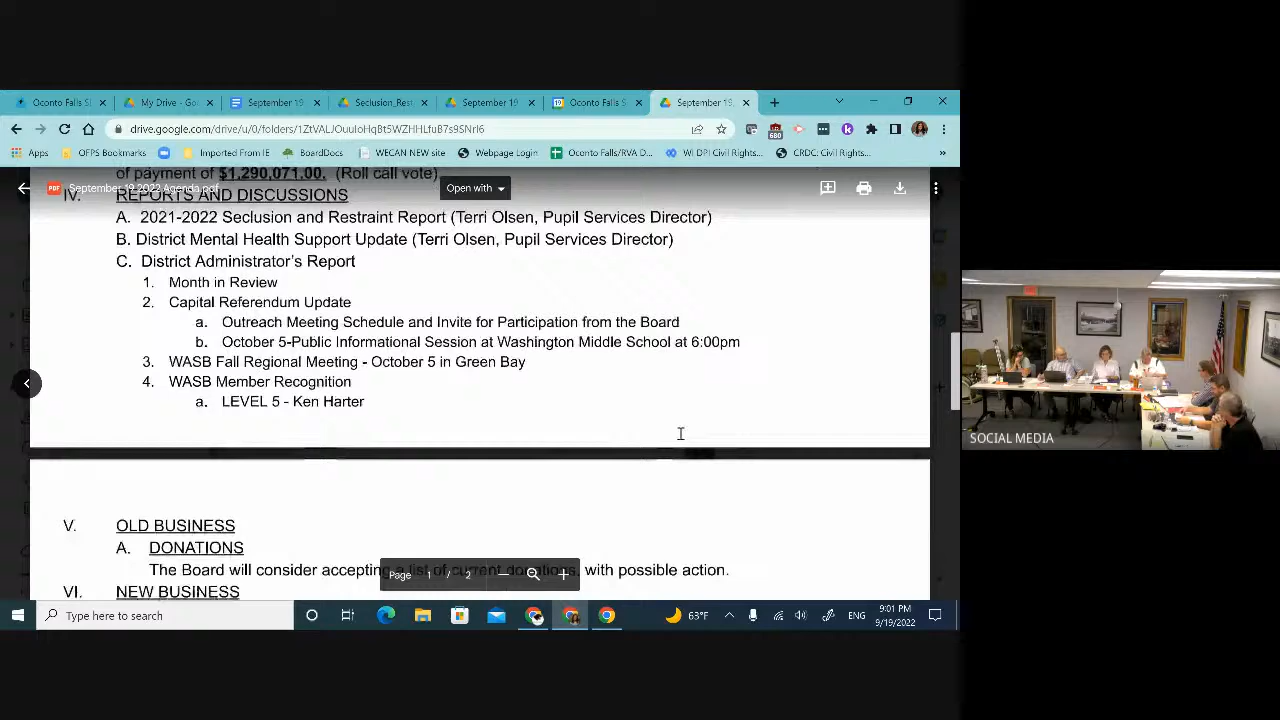 Oconto Falls S
My Drive - Go
September 19
Seclusion_Rest
September 19
Oconto Falls S
September 19,
drive.google.com/drive/u/0/folders/1ZtVALJOuuIoHqBt5WZHHLfuB7s9SNrI6
680
Apps
OFPS Bookmarks
Imported From IE
BoardDocs
WECAN NEW site
Webpage Login
Oconto Falls/RVA D...
WI DPI Civil Rights...
CRDC: Civil Rights...
of payment of $1,290,071.00. (Roll call vote)
September 19 2022 Agenda.pdf
Open with
IV. REPORTS AND DISCUSSIONS
A. 2021-2022 Seclusion and Restraint Report (Terri Olsen, Pupil Services Director)
B. District Mental Health Support Update (Terri Olsen, Pupil Services Director)
C. District Administrator's Report
1. Month in Review
2. Capital Referendum Update
a. Outreach Meeting Schedule and Invite for Participation from the Board
b. October 5-Public Informational Session at Washington Middle School at 6:00pm
3. WASB Fall Regional Meeting - October 5 in Green Bay
4. WASB Member Recognition
a. LEVEL 5 - Ken Harter
V. OLD BUSINESS
A. DONATIONS
The Board will consider accepting a list of current donations, with possible action.
Page 1 / 2
VI. NEW BUSINESS
Type here to search
63°F
ENG
9:01 PM
9/19/2022
SOCIAL MEDIA